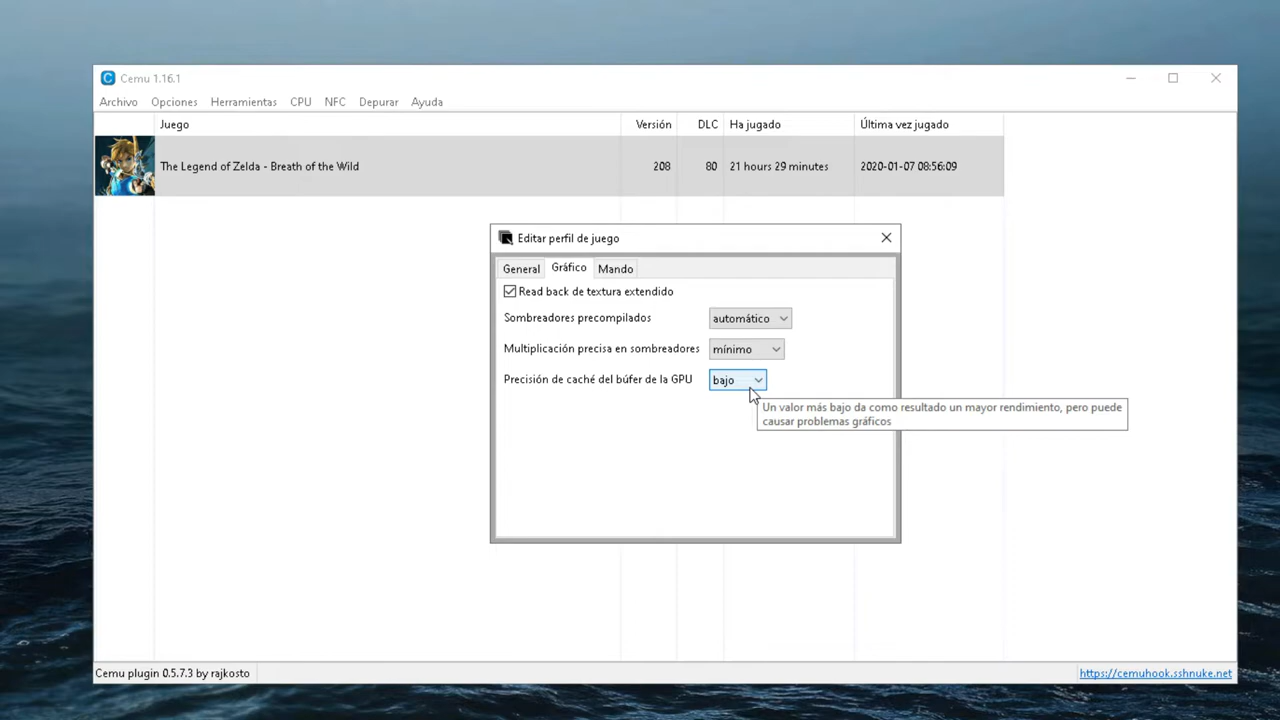 Cemu 1.16.1
Archivo Opciones Herramientas CPU NFC Depurar Ayuda
Juego Versión DLC Ha jugado Última vez jugado
The Legend of Zelda - Breath of the Wild 208 80 21 hours 29 minutes 2020-01-07 08:56:09
Editar perfil de juego
General Gráfico Mando
Read back de textura extendido
Sombreadores precompilados automático
Multiplicación precisa en sombreadores mínimo
Precisión de caché del búfer de la GPU bajo
Un valor más bajo da como resultado un mayor rendimiento, pero puede
causar problemas gráficos
Cemu plugin 0.5.7.3 by rajkosto https://cemuhook.sshnuke.net